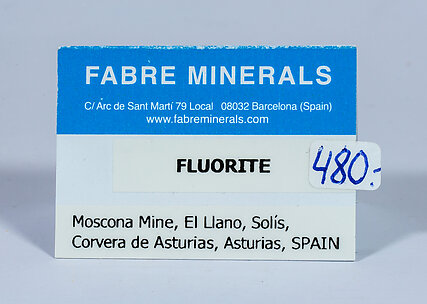 FABRE MINERALS
C/ Arc de Sant Martí 79 Local 08032 Barcelona (Spain)
www.fabreminerals.com
FLUORITE
480.-
Moscona Mine, El Llano, Solís,
Corvera de Asturias, Asturias, SPAIN